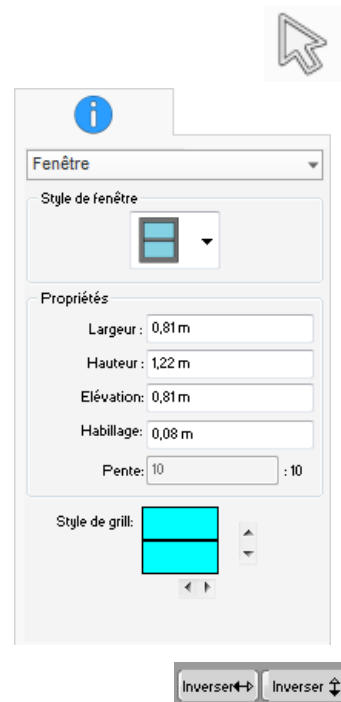 Fenêtre
Style de fenêtre
Propriétés
Largeur : 0,81 m
Hauteur : 1,22 m
Elévation: 0,81 m
Habillage: 0,08 m
Pente: 10 : 10
Style de grill:
Inverser Inverser